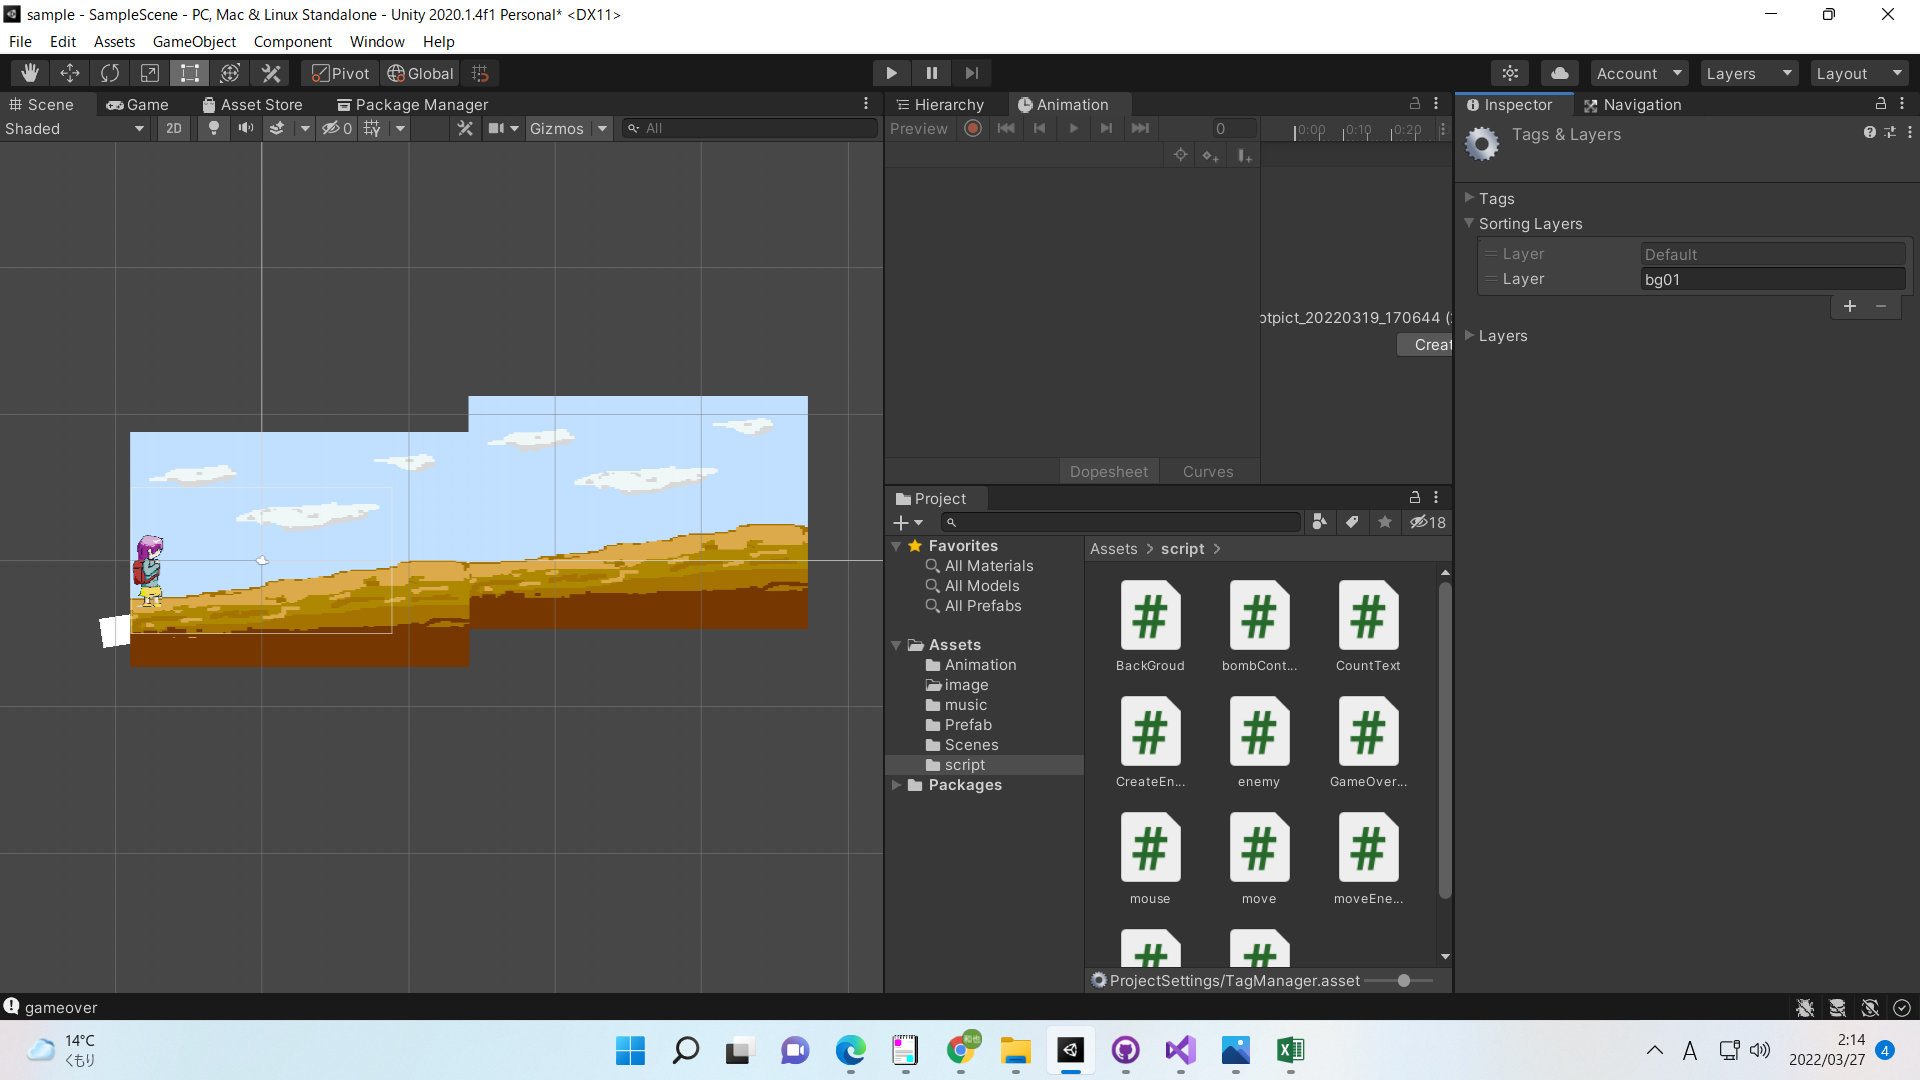 sample - SampleScene - PC, Mac & Linux Standalone - Unity 2020.1.4f1 Personal* <DX11>
File Edit Assets GameObject Component Window Help
Pivot Global Account Layers Layout
Scene Game Asset Store Package Manager
Shaded 2D 0 Gizmos All
Hierarchy Animation
Preview 0 0:00 0:10 0:20
otpict_20220319_170644 (
Creat
Dopesheet Curves
Inspector Navigation
Tags & Layers
Tags
Sorting Layers
Layer Default
Layer bg01
Layers
Project
18
Favorites
All Materials
All Models
All Prefabs
Assets
Animation
image
music
Prefab
Scenes
script
Packages
Assets > script >
BackGroud bombCont... CountText
CreateEn... enemy GameOver...
mouse move moveEne...
ProjectSettings/TagManager.asset
gameover
14°C
くもり
A
2:14
2022/03/27
4